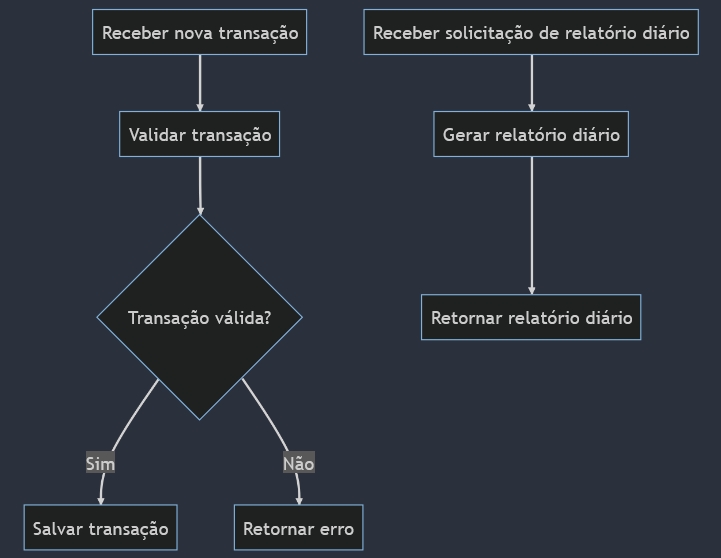 Receber nova transação
Receber solicitação de relatório diário
Validar transação
Gerar relatório diário
Transação válida?
Retornar relatório diário
Sim
Não
Salvar transação
Retornar erro